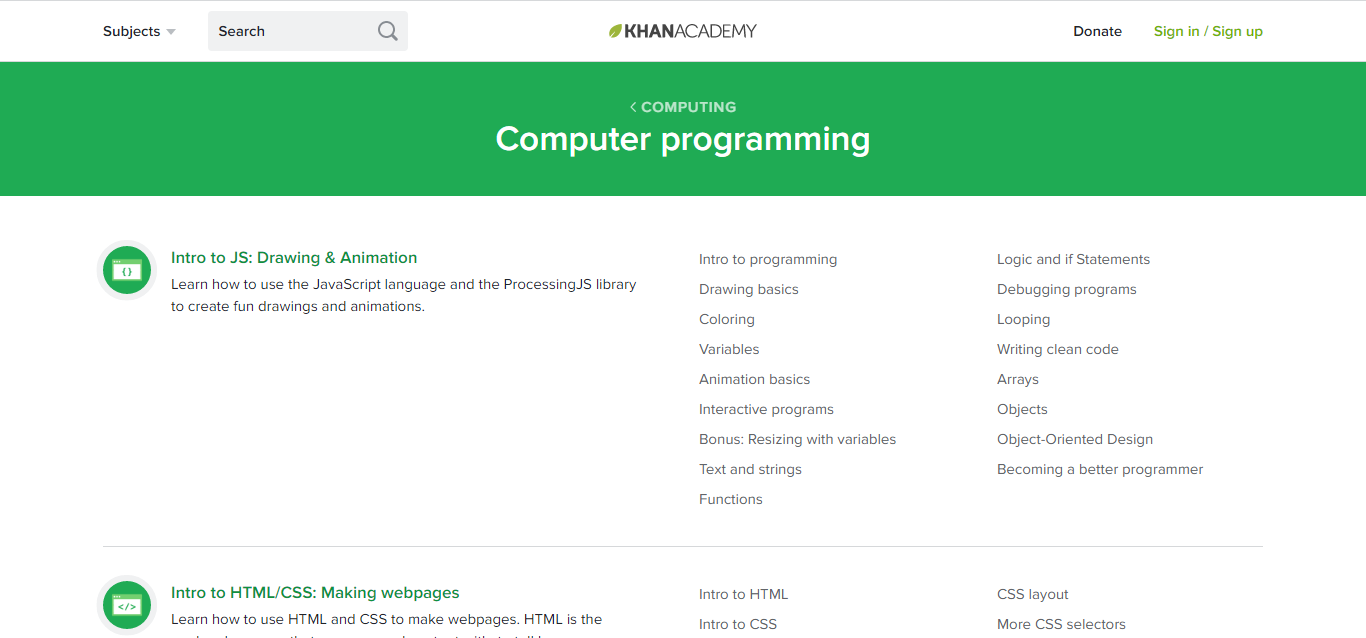 Subjects
Search
KHANACADEMY
Donate
Sign in / Sign up
< COMPUTING
Computer programming
{}
Intro to JS: Drawing & Animation
Learn how to use the JavaScript language and the ProcessingJS library
to create fun drawings and animations.
Intro to programming
Drawing basics
Coloring
Variables
Animation basics
Interactive programs
Bonus: Resizing with variables
Text and strings
Functions
Logic and if Statements
Debugging programs
Looping
Writing clean code
Arrays
Objects
Object-Oriented Design
Becoming a better programmer
</>
Intro to HTML/CSS: Making webpages
Learn how to use HTML and CSS to make webpages. HTML is the
Intro to HTML
Intro to CSS
CSS layout
More CSS selectors